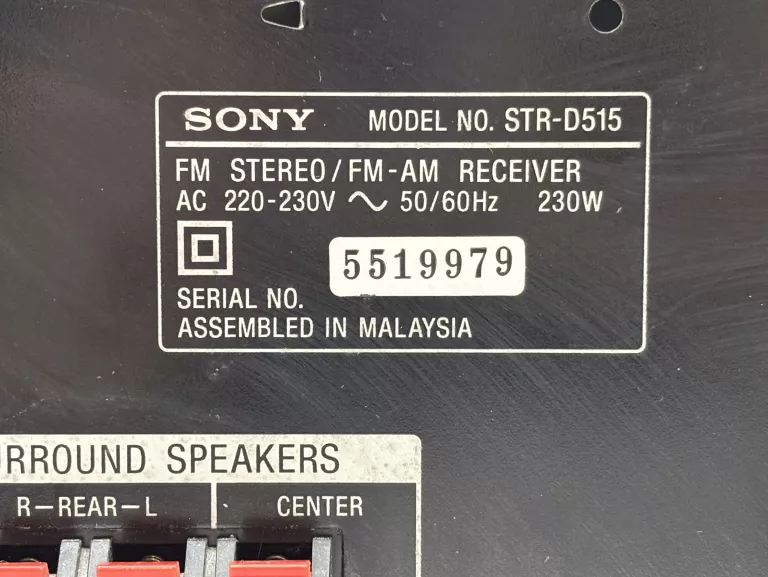 SONY MODEL NO. STR-D515
FM STEREO/FM-AM RECEIVER
AC 220-230V ~ 50/60Hz 230W
5519979
SERIAL NO.
ASSEMBLED IN MALAYSIA
RROUND SPEAKERS
R-REAR-L CENTER